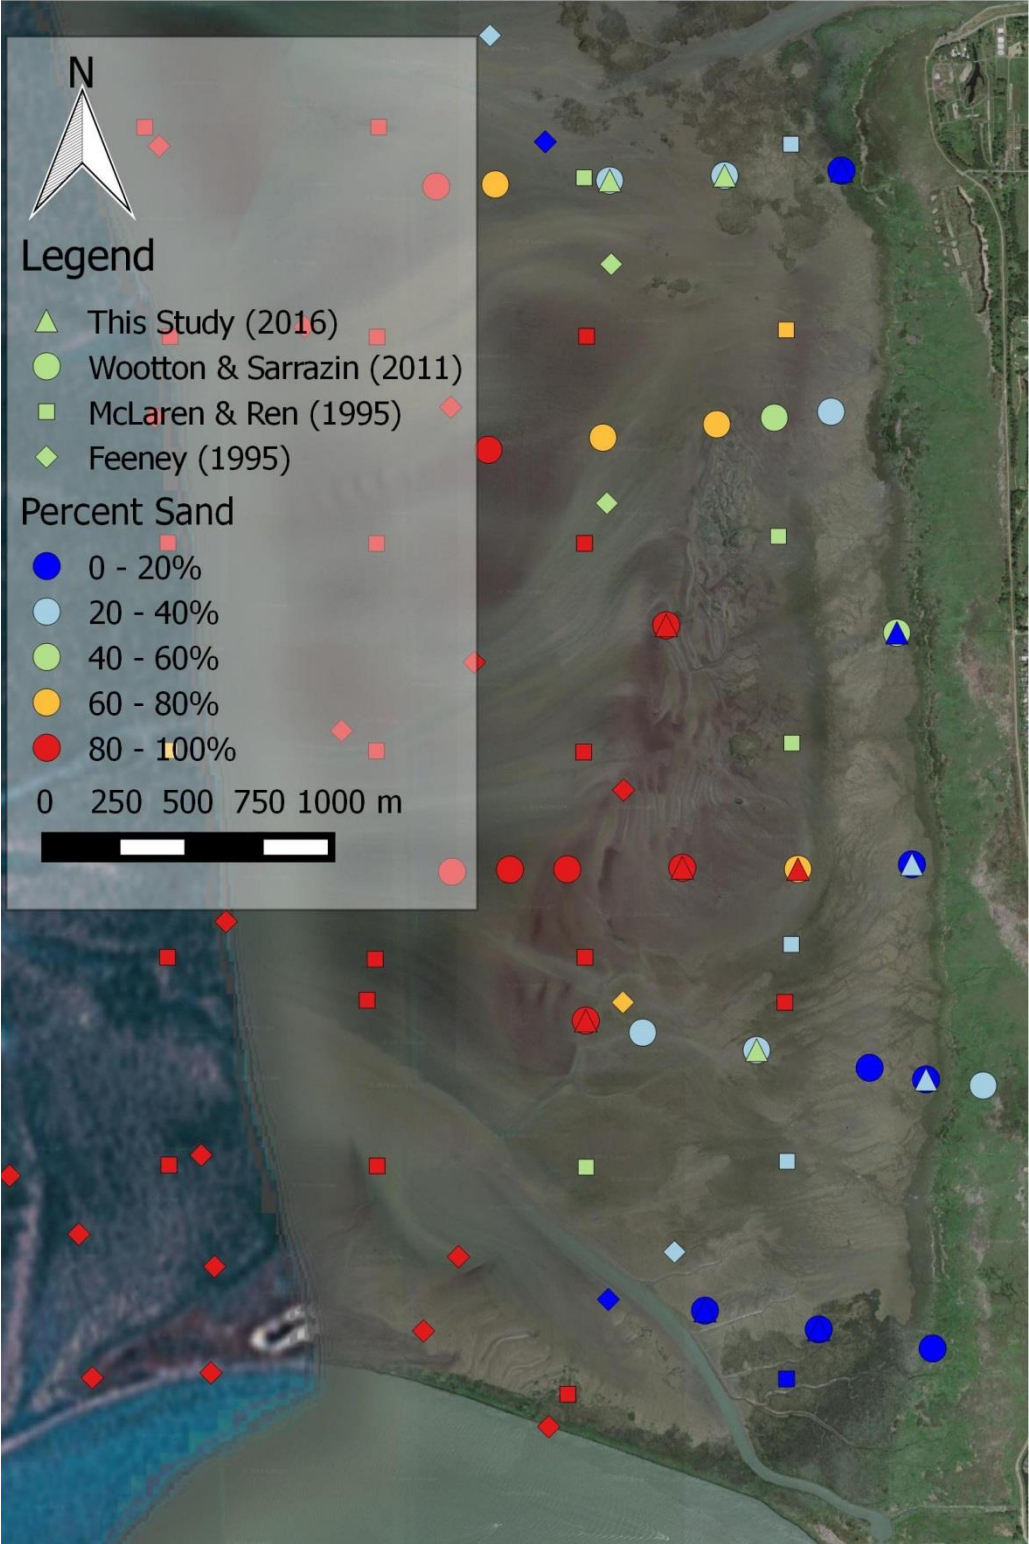 N
Legend
This Study (2016)
Wootton & Sarrazin (2011)
McLaren & Ren (1995)
Feeney (1995)
Percent Sand
0 - 20%
20 - 40%
40 - 60%
60 - 80%
80 - 100%
0 250 500 750 1000 m